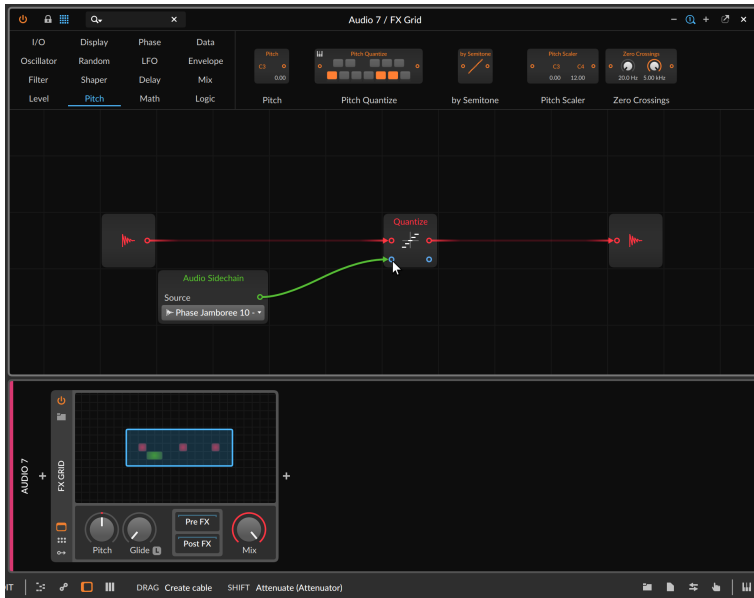 Audio 7 / FX Grid
I/O Display Phase Data
Oscillator Random LFO Envelope
Filter Shaper Delay Mix
Level Pitch Math Logic
Pitch
C3
0.00
Pitch
Pitch Quantize
Pitch Quantize
by Semitone
by Semitone
Pitch Scaler
C3 C4
0.00 12.00
Pitch Scaler
Zero Crossings
20.0 Hz 5.00 kHz
Zero Crossings
Quantize
Audio Sidechain
Source
Phase Jamboree 10 -
AUDIO 7
+
FX GRID
Pitch
Glide L
Pre FX
Post FX
Mix
+
DRAG Create cable SHIFT Attenuate (Attenuator)